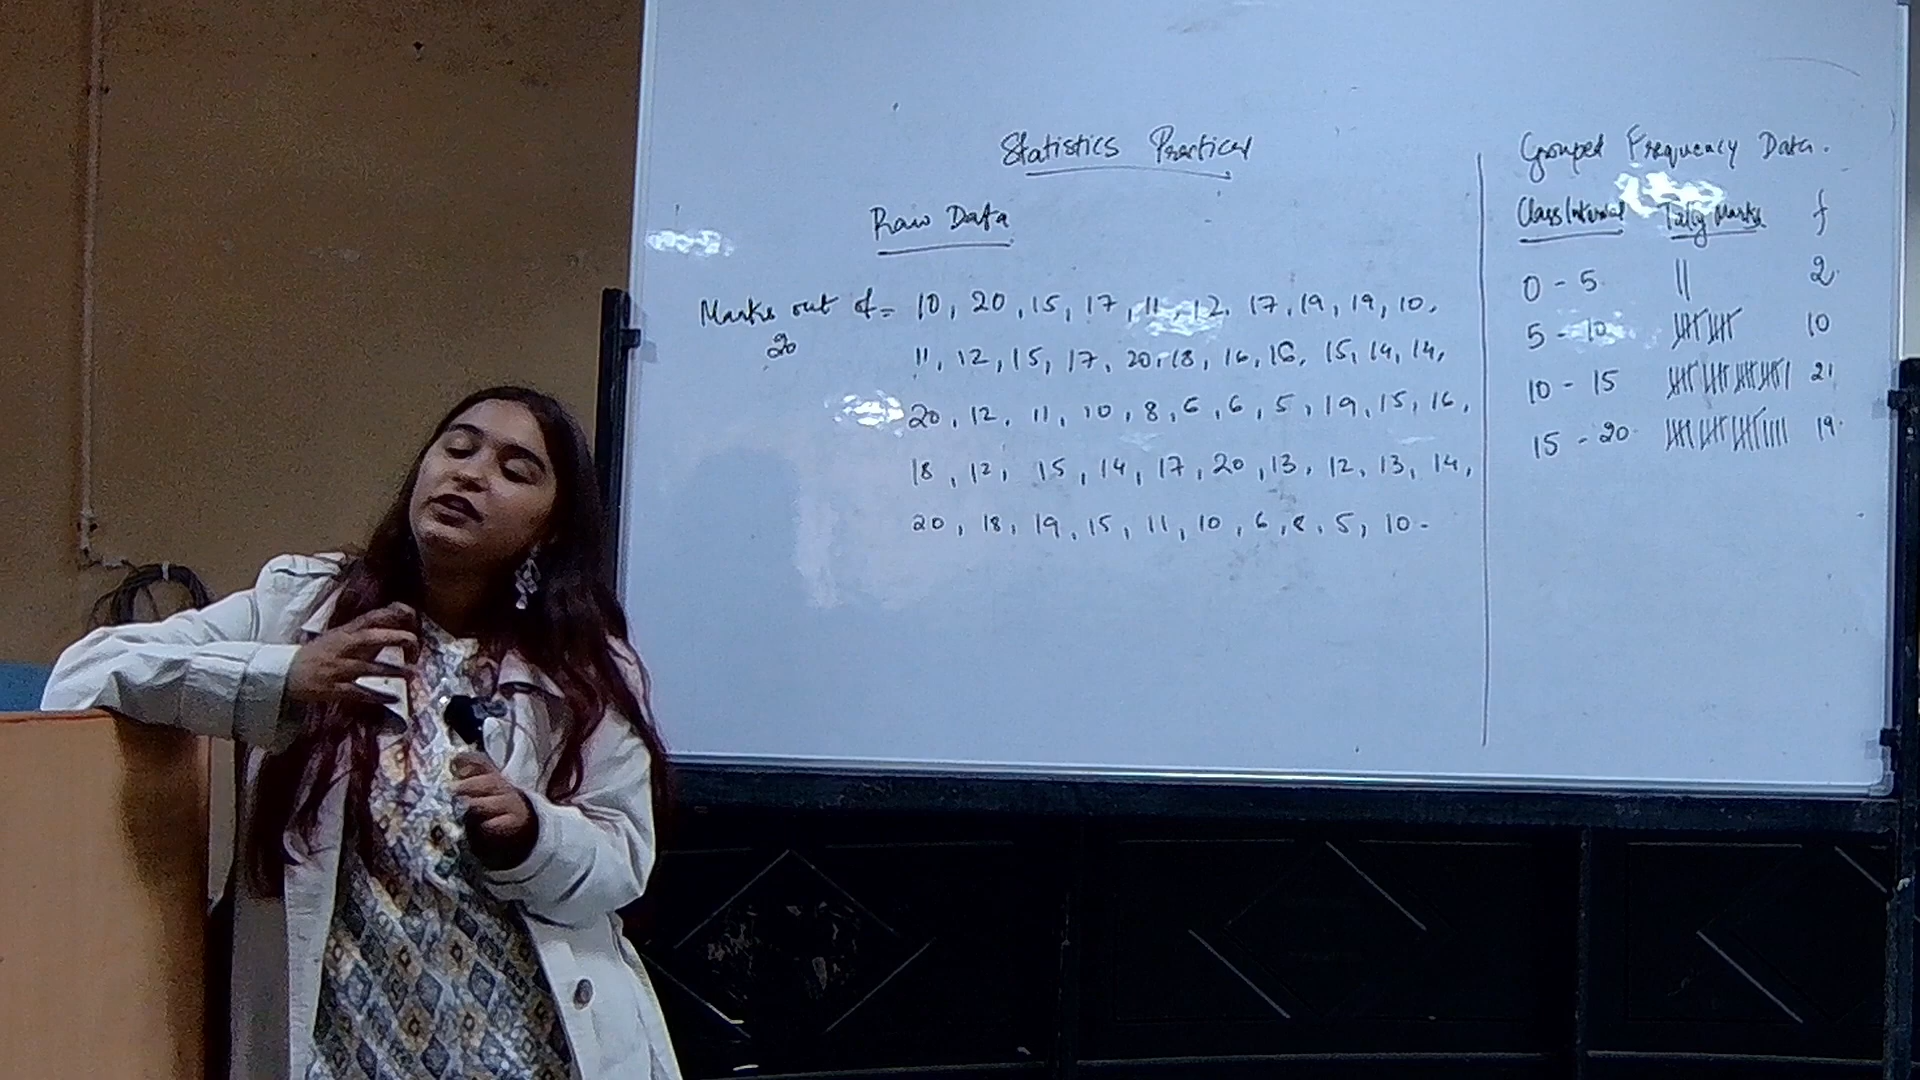 Statistics Practical
Raw Data
Marks out of = 10, 20, 15, 17, 11, 12, 17, 19, 19, 10,
20
11, 12, 15, 17, 20, 18, 16, 16, 15, 14, 14,
20, 12, 11, 10, 8, 6, 6, 5, 19, 15, 16,
18, 12, 15, 14, 17, 20, 13, 12, 13, 14,
20, 18, 19, 15, 11, 10, 6, 8, 5, 10.
Grouped Frequency Data.
Class Interval Tally Marks f
0 - 5 || 2
5 - 10 10
10 - 15 21
15 - 20 19